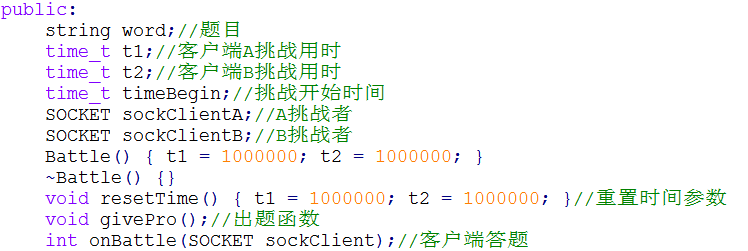 public:
string word;//题目
time_t t1;//客户端A挑战用时
time_t t2;//客户端B挑战用时
time_t timeBegin;//挑战开始时间
SOCKET sockClientA;//A挑战者
SOCKET sockClientB;//B挑战者
Battle() { t1 = 1000000; t2 = 1000000; }
~Battle() {}
void resetTime() { t1 = 1000000; t2 = 1000000; }//重置时间参数
void givePro();//出题函数
int onBattle(SOCKET sockClient);//客户端答题